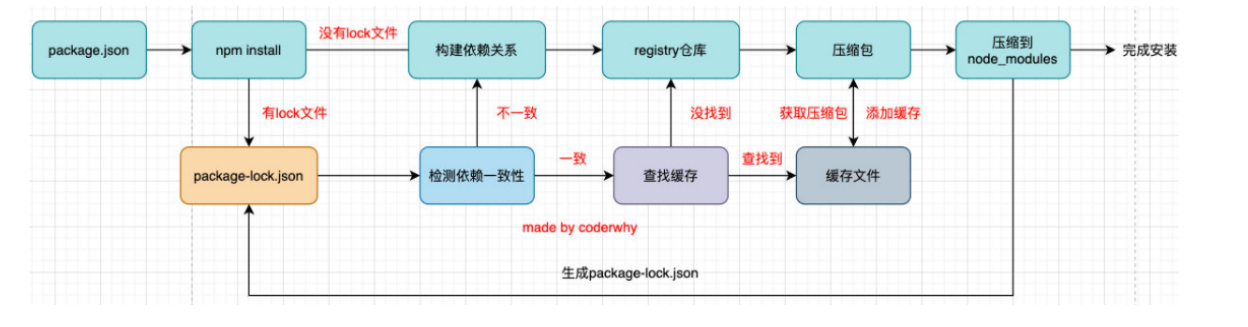 package.json
npm install
没有lock文件
构建依赖关系
registry仓库
压缩包
压缩到
node_modules
完成安装
有lock文件
不一致
没找到
获取压缩包
添加缓存
package-lock.json
检测依赖一致性
一致
查找缓存
查找到
缓存文件
made by coderwhy
生成package-lock.json